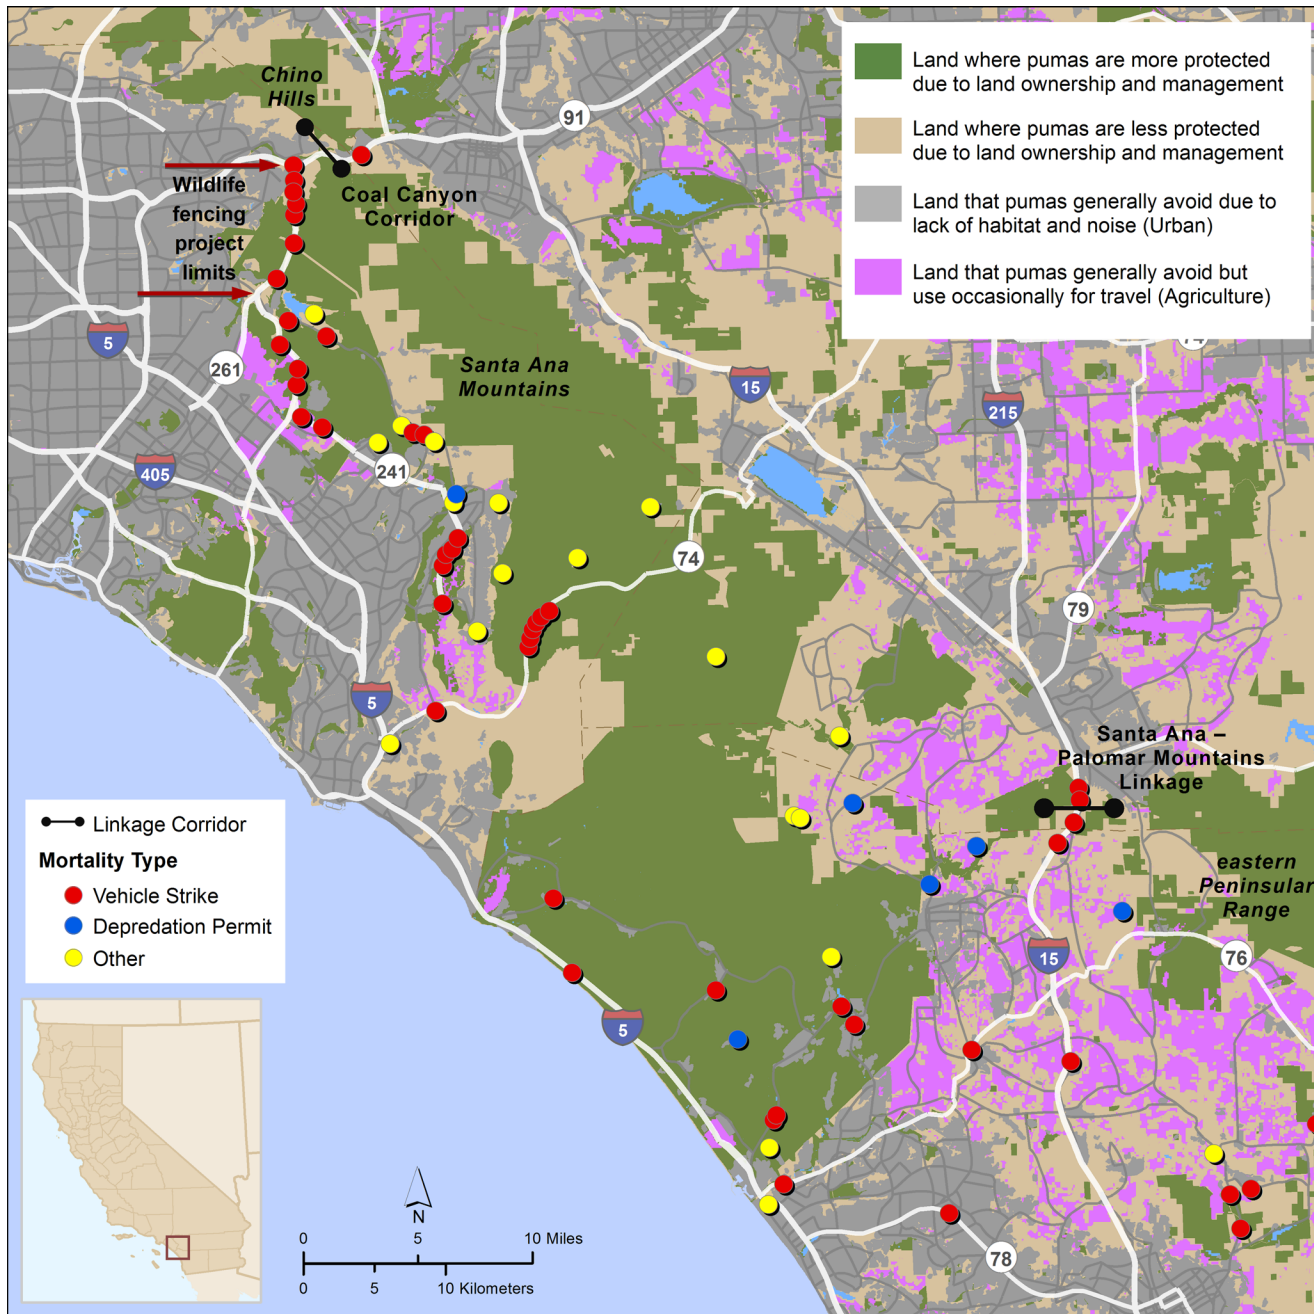 Land where pumas are more protected
due to land ownership and management
Land where pumas are less protected
due to land ownership and management
Land that pumas generally avoid due to
lack of habitat and noise (Urban)
Land that pumas generally avoid but
use occasionally for travel (Agriculture)
Chino
Hills
91
Wildlife
fencing
project
limits
Coal Canyon
Corridor
5
261
Santa Ana
Mountains
15
215
405
241
74
79
5
Santa Ana –
Palomar Mountains
Linkage
eastern
Peninsular
Range
15
76
5
78
Linkage Corridor
Mortality Type
Vehicle Strike
Depredation Permit
Other
N
0
5
10 Miles
0
5
10 Kilometers